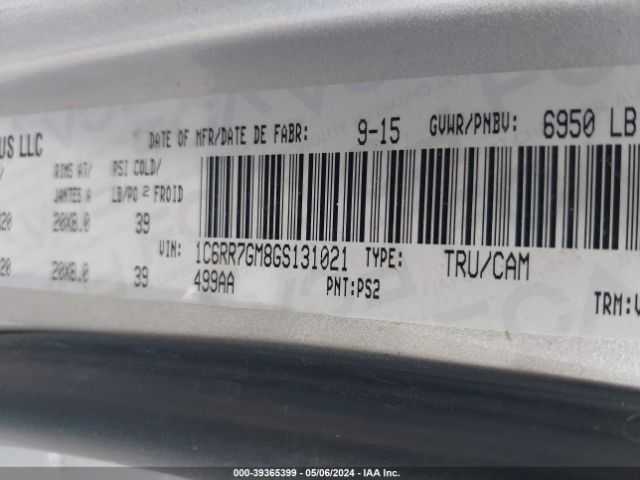 US LLC DATE OF MFR/DATE DE FABR: 9-15 GVWR/PNBV: 6950 LB
RIMS AT/ PSI COLD/
JANTES A LB/PO 2 FROID
20 20X8.0 39
VIN: 1C6RR7GM8GS131021 TYPE: TRU/CAM
20 20X8.0 39 499AA PNT:PS2
TRM:V
000-39365399 - 05/06/2024 - IAA Inc.